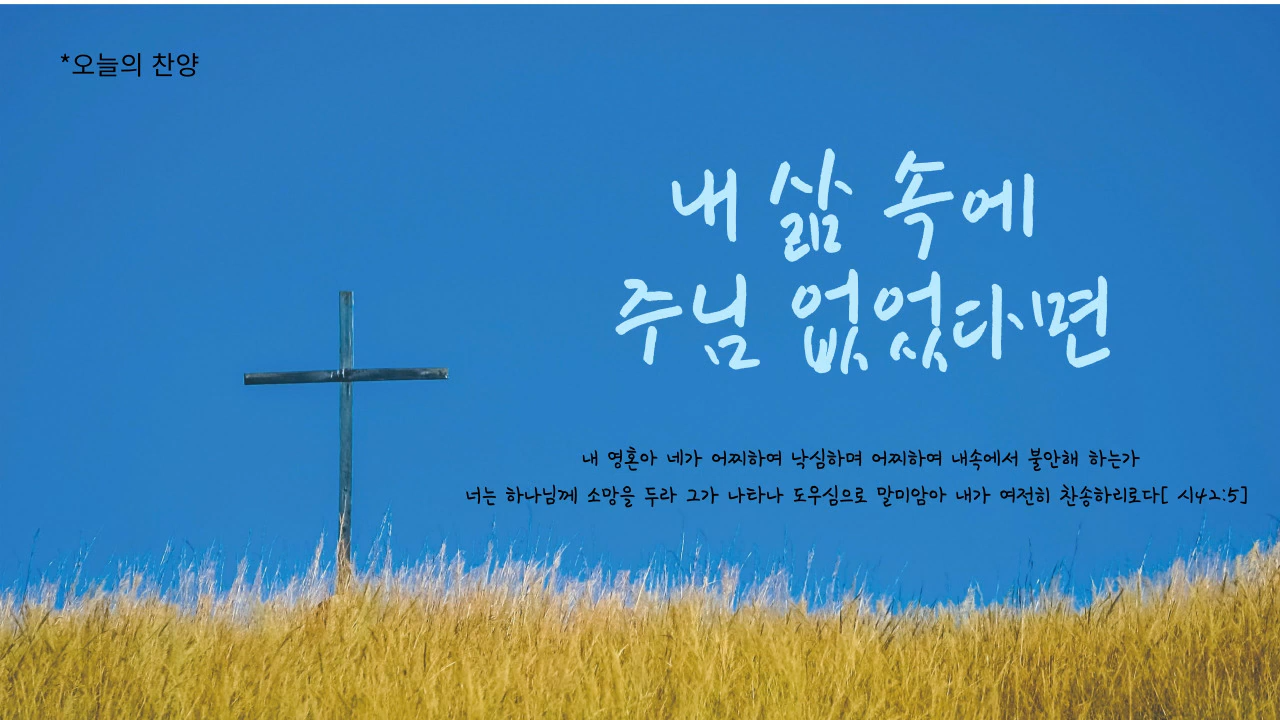 *오늘의 찬양
내 삶 속에
주님 없었다면
내 영혼아 네가 어찌하여 낙심하며 어찌하여 내속에서 불안해 하는가
너는 하나님께 소망을 두라 그가 나타나 도우심으로 말미암아 내가 여전히 찬송하리로다[ 시42:5]